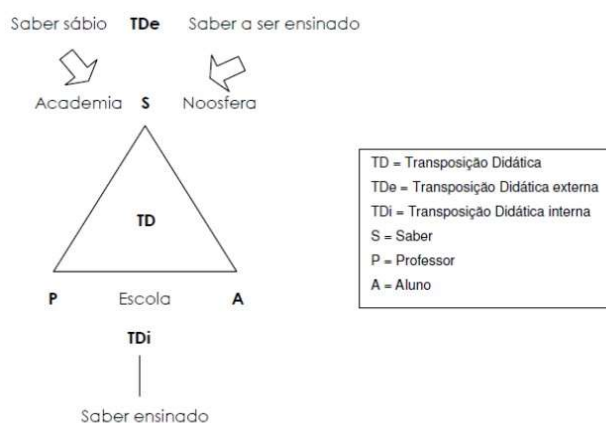 Saber sábio TDe Saber a ser ensinado
Academia S Noosfera
TD
P Escola A
TDi
Saber ensinado
TD = Transposição Didática
TDe = Transposição Didática externa
TDi = Transposição Didática interna
S = Saber
P = Professor
A = Aluno